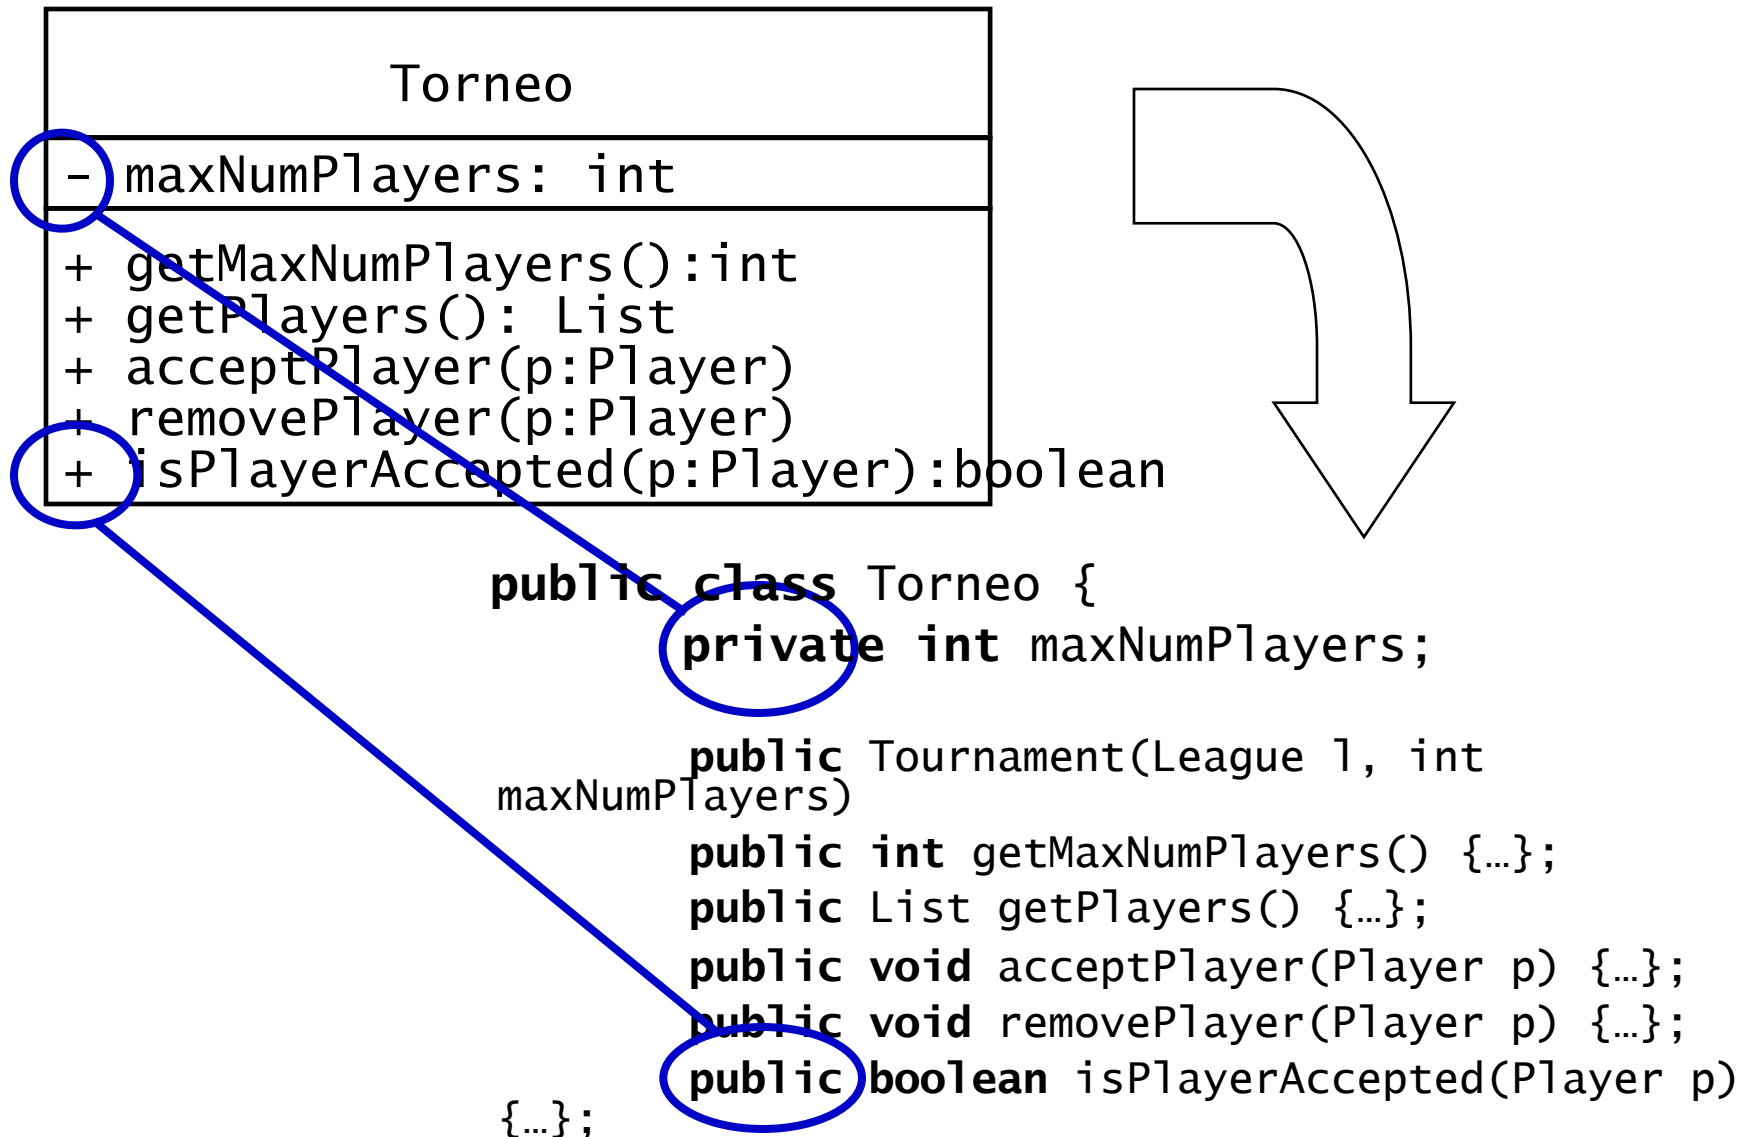 Torneo
- maxNumPlayers: int
+ getMaxNumPlayers():int
+ getPlayers(): List
+ acceptPlayer(p:Player)
+ removePlayer(p:Player)
+ isPlayerAccepted(p:Player):boolean
public class Torneo {
private int maxNumPlayers;
public Tournament(League l, int
maxNumPlayers)
public int getMaxNumPlayers() {…};
public List getPlayers() {…};
public void acceptPlayer(Player p) {…};
public void removePlayer(Player p) {…};
public boolean isPlayerAccepted(Player p)
{…};